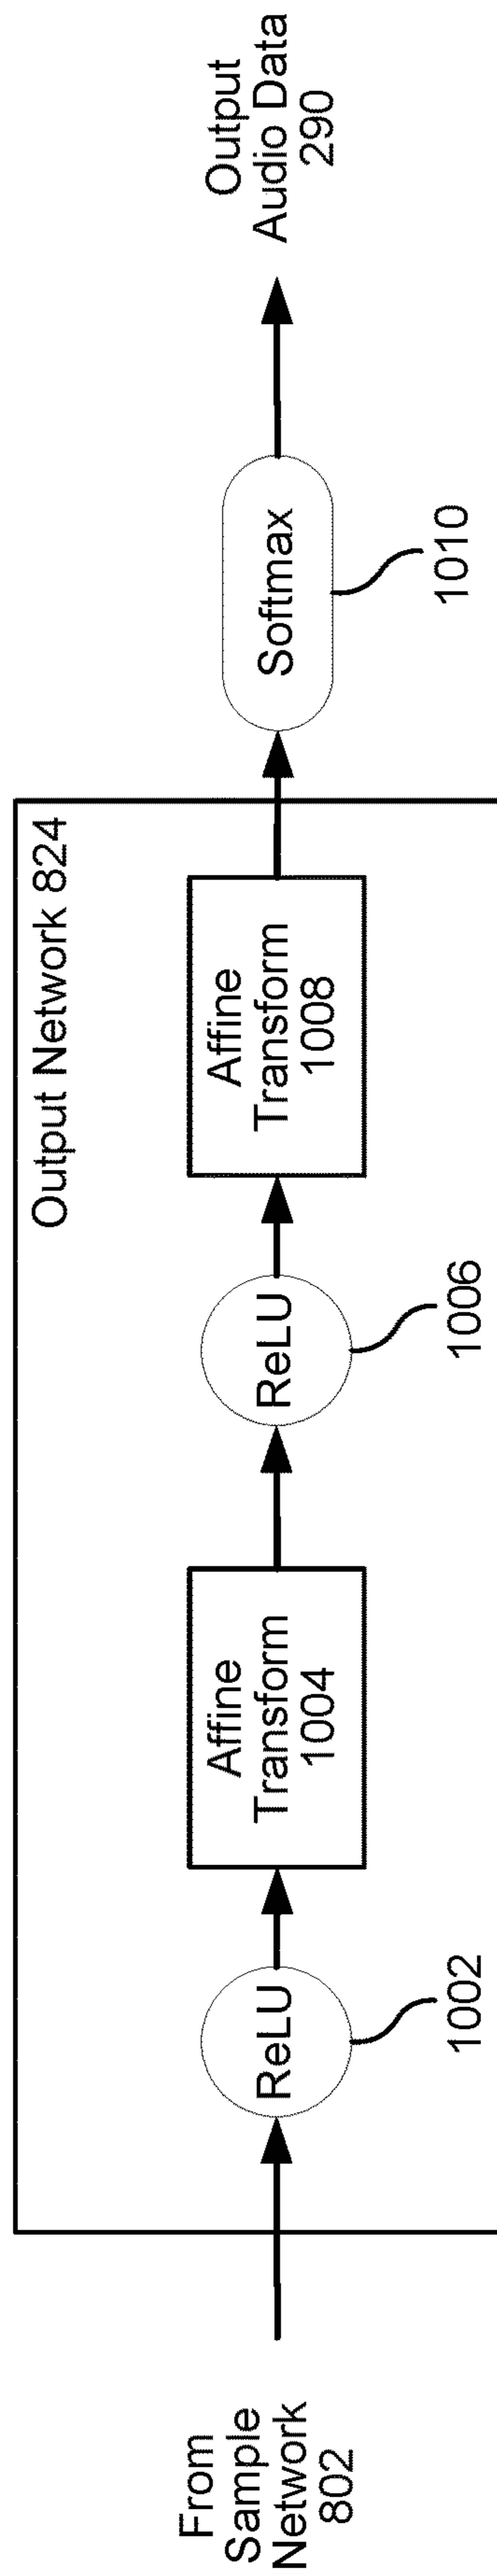 Output Network 824
From
Sample
Network
802
ReLU
1002
Affine
Transform
1004
ReLU
1006
Affine
Transform
1008
Softmax
1010
Output
Audio Data
290